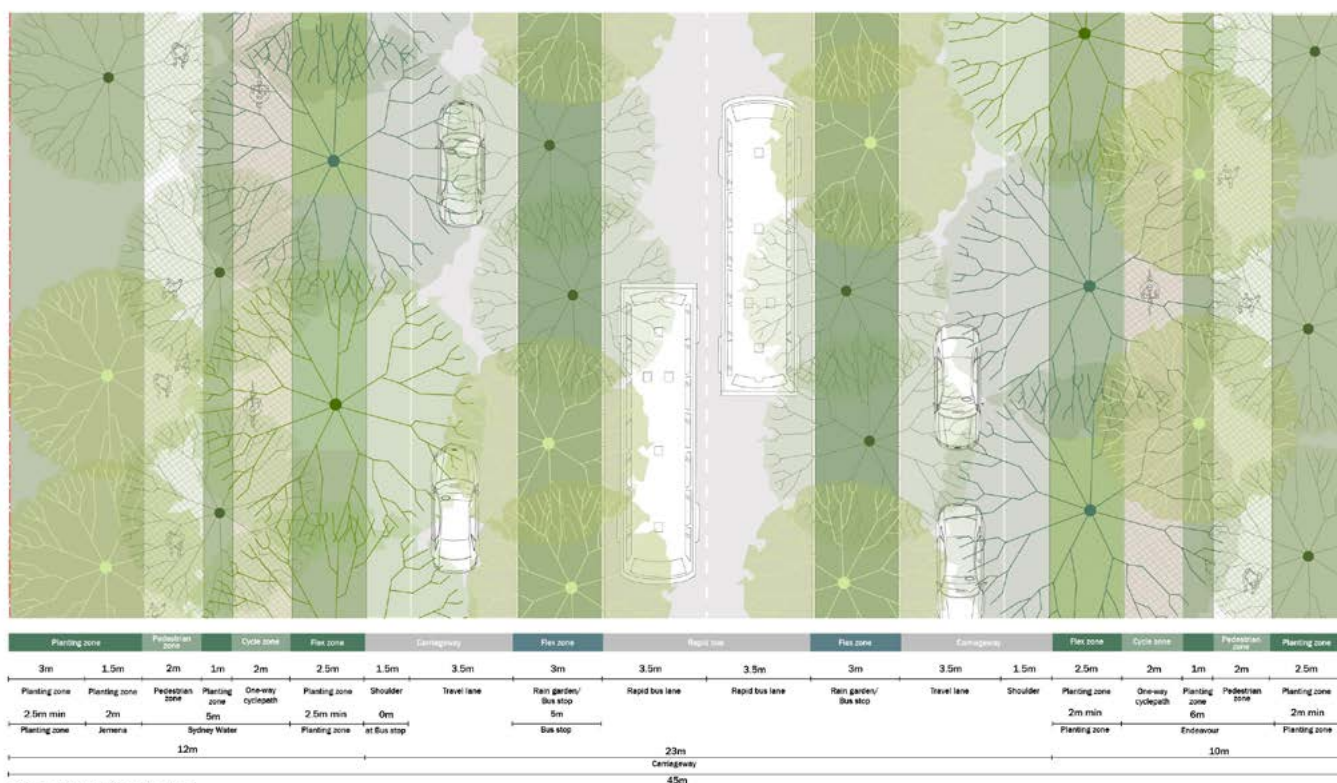 Planting zone Pedestrian zone Cycle zone Flex zone Carriageway Flex zone Rapid bus Flex zone Carriageway Flex zone Cycle zone Pedestrian zone Planting zone
3m 1.5m 2m 1m 2m 2.5m 1.5m 3.5m 3m 3.5m 3.5m 3m 3.5m 1.5m 2.5m 2m 1m 2m 2.5m
Planting zone Planting zone Pedestrian zone Planting zone One-way cyclepath Planting zone Shoulder Travel lane Rain garden/ Bus stop Rapid bus lane Rapid bus lane Rain garden/ Bus stop Travel lane Shoulder Planting zone One-way cyclepath Planting zone Pedestrian zone Planting zone
2.5m min 2m 5m 2.5m min 0m 5m 2m min 6m 2m min
Planting zone Jemena Sydney Water Planting zone at Bus stop Bus stop Planting zone Endeavour Planting zone
12m 23m 10m
Carriageway
45m